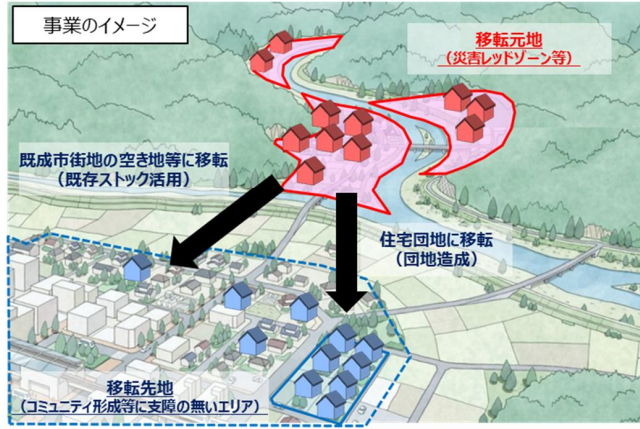 事業のイメージ
移転元地
（災害レッドゾーン等）
既成市街地の空き地等に移転
（既存ストック活用）
住宅団地に移転
（団地造成）
移転先地
（コミュニティ形成等に支障の無いエリア）